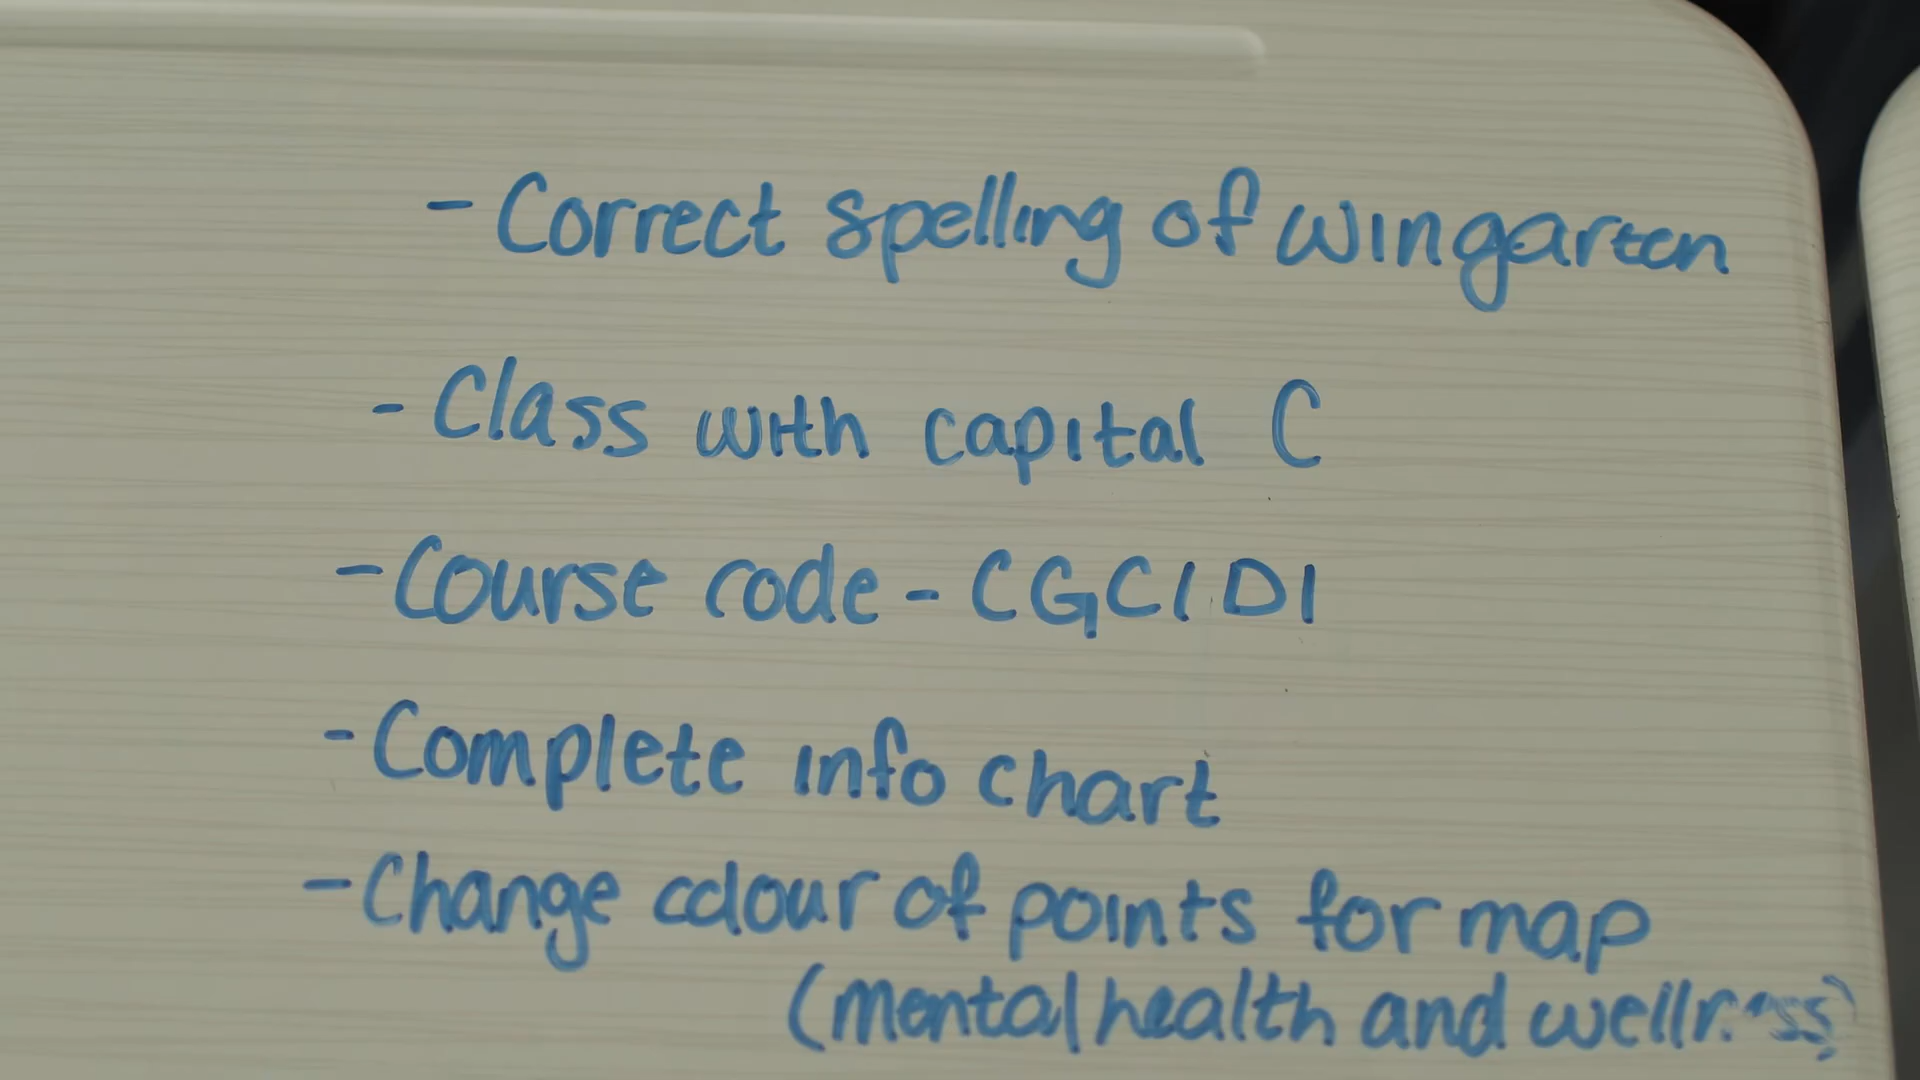 - Correct spelling of wingarten
- Class with capital C
- Course code - CGC1D1
- Complete info chart
- Change colour of points for map
(mental health and wellness)